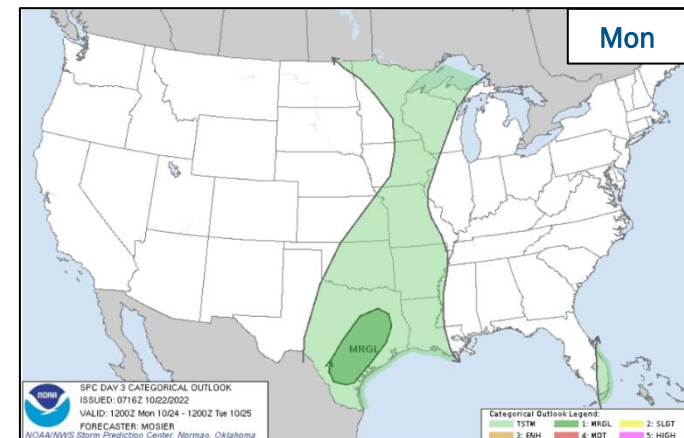 Mon
MRGL
NOAA
SPC DAY 3 CATEGORICAL OUTLOOK
ISSUED: 0716Z 10/22/2022
VALID: 1200Z Mon 10/24 - 1200Z Tue 10/25
FORECASTER: MOSIER
NOAA/NWS Storm Prediction Center, Norman, Oklahoma
Categorical Outlook Legend:
TSTM 1: MRGL 2: SLGT
3: ENH 4: MDT 5: HIGH